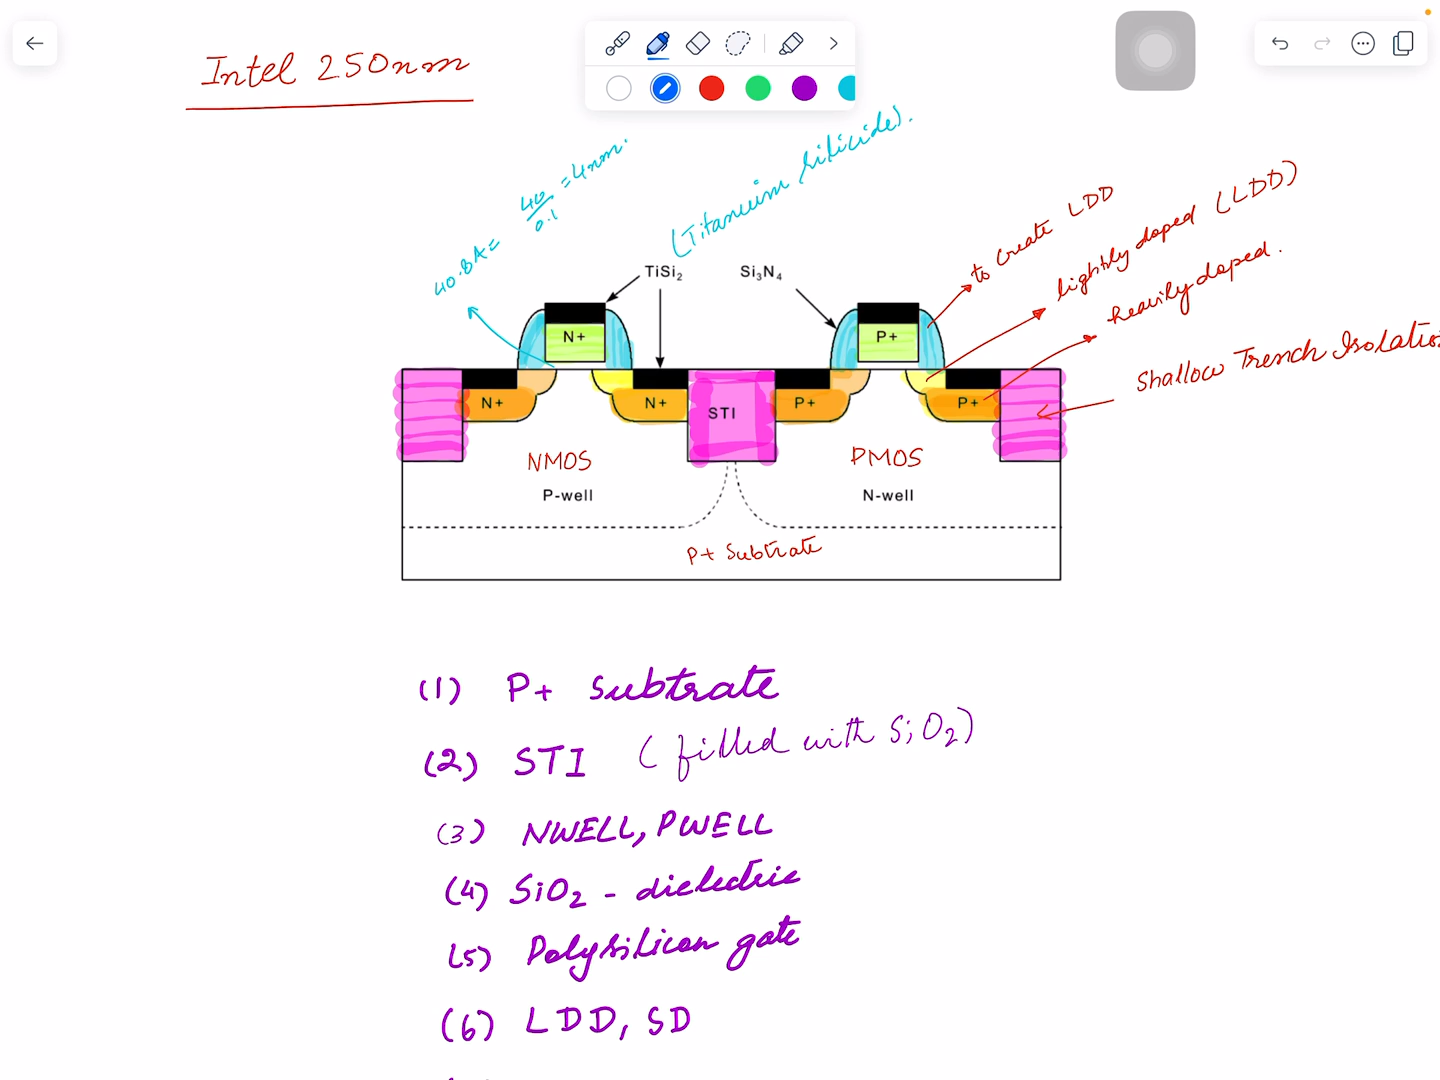 Intel 250nm
40.8A = 40/0.1 = 4nm.
(Titanium silicide).
to create LDD
lightly doped (LDD)
heavily doped.
Shallow Trench Isolatio
TiSi2
Si3N4
N+
P+
N+
N+
STI
P+
P+
NMOS
PMOS
P-well
N-well
P+ Subtrate
(1) P+ Subtrate
(2) STI (filled with SiO2)
(3) NWELL, PWELL
(4) SiO2 - dielectric
(5) Polysilicon gate
(6) LDD, SD